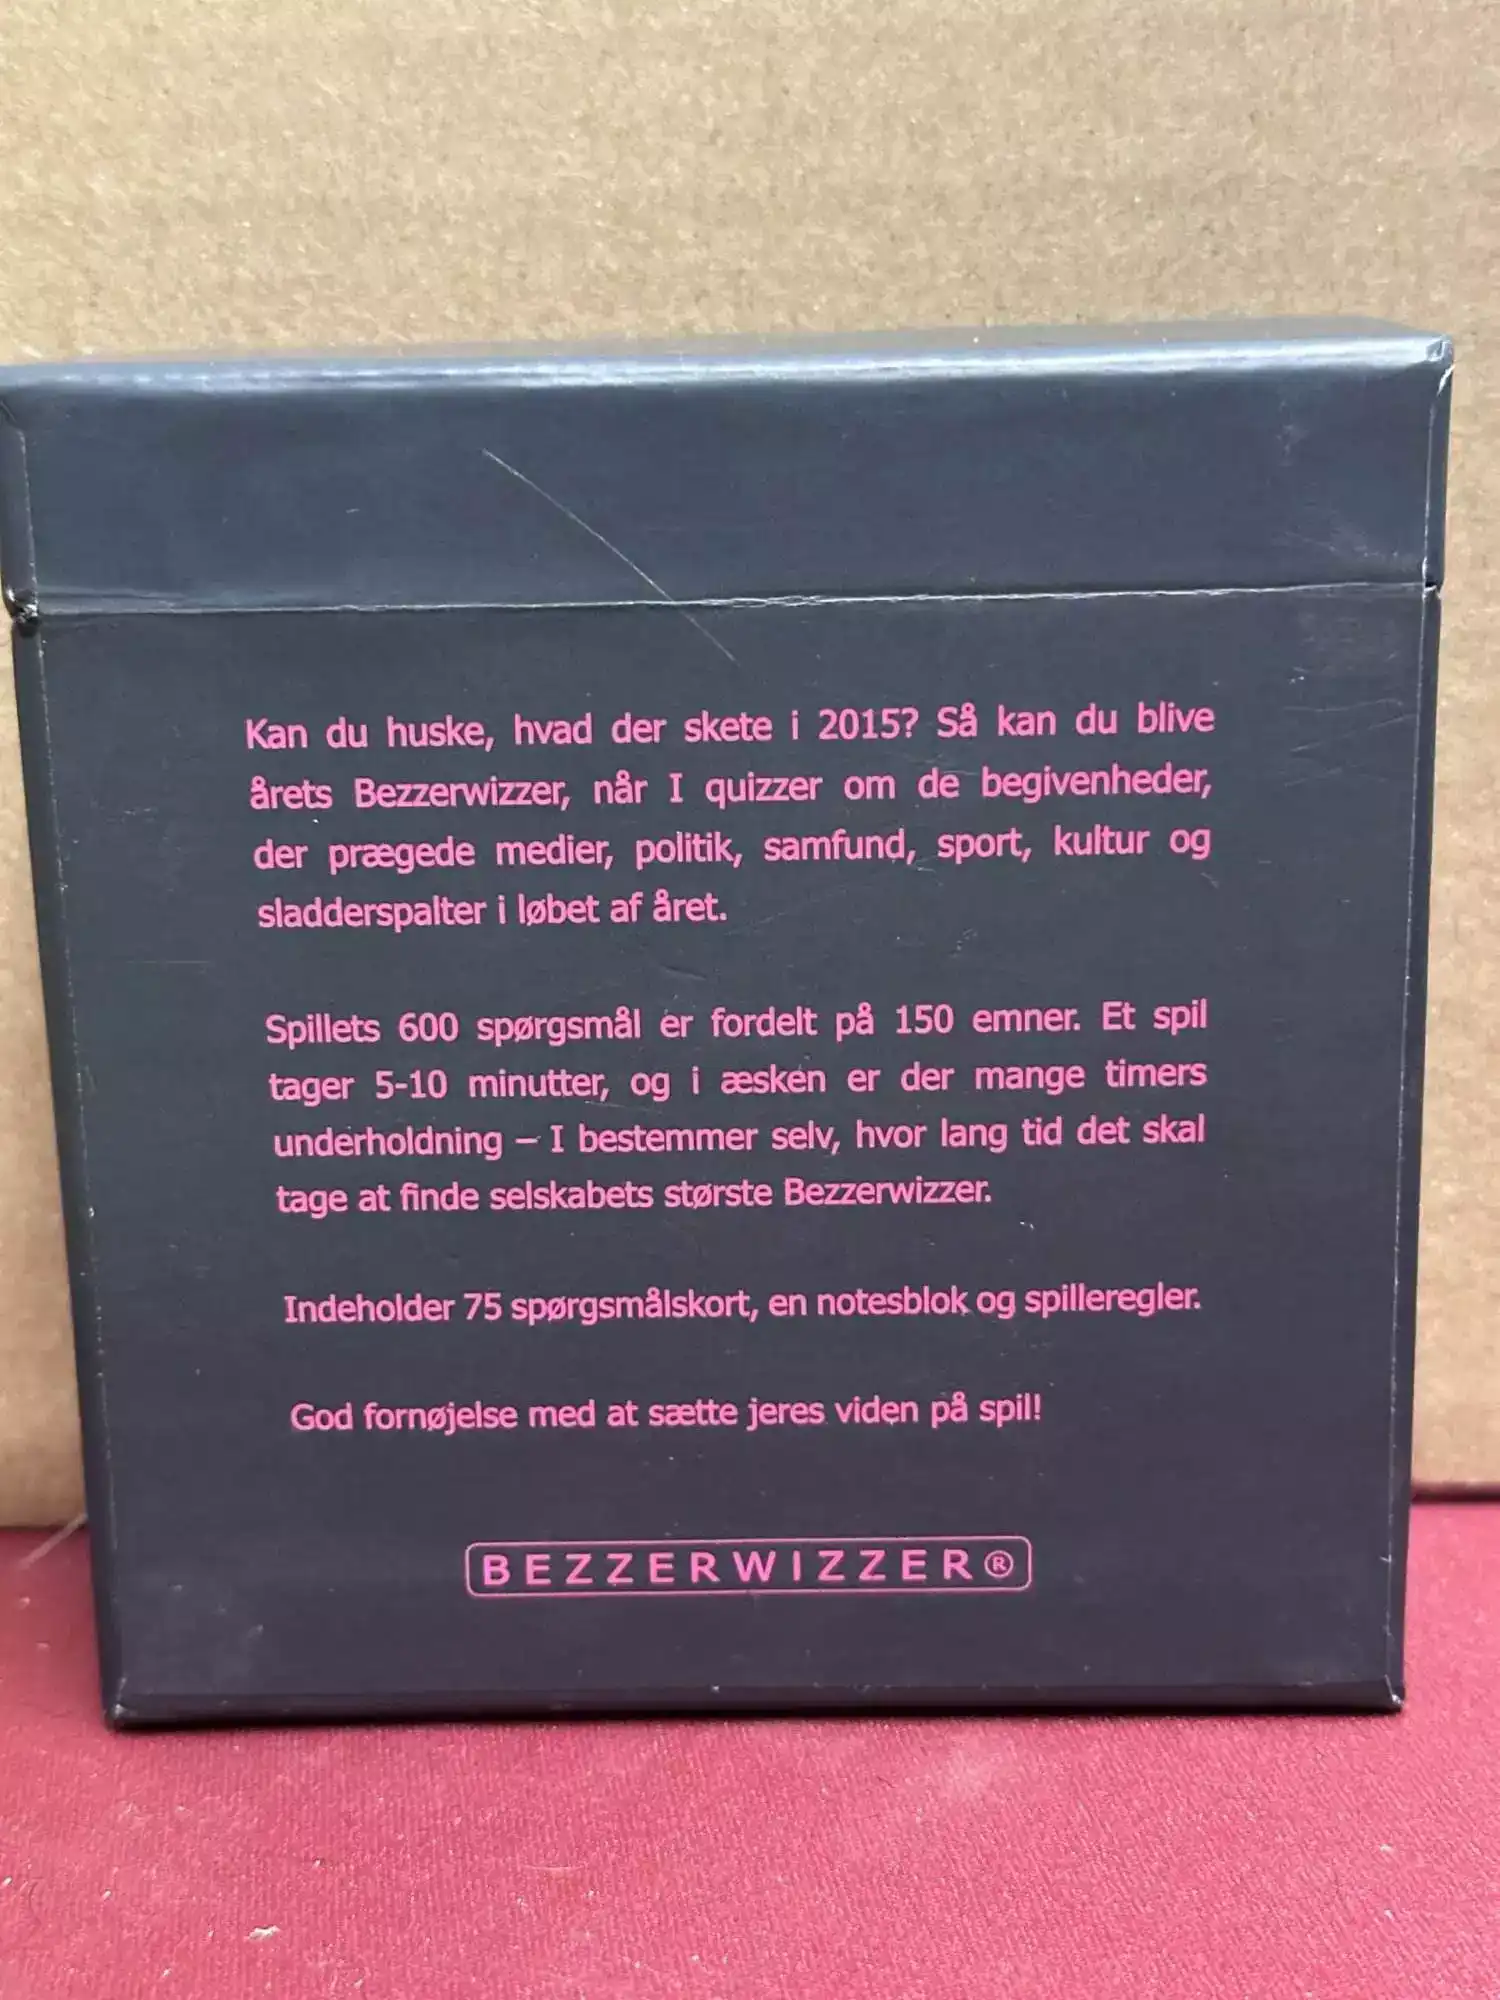 Kan du huske, hvad der skete i 2015? Så kan du blive
årets Bezzerwizzer, når I quizzer om de begivenheder,
der prægede medier, politik, samfund, sport, kultur og
sladderspalter i løbet af året.
Spillets 600 spørgsmål er fordelt på 150 emner. Et spil
tager 5-10 minutter, og i æsken er der mange timers
underholdning – I bestemmer selv, hvor lang tid det skal
tage at finde selskabets største Bezzerwizzer.
Indeholder 75 spørgsmålskort, en notesblok og spilleregler.
God fornøjelse med at sætte jeres viden på spil!
BEZZERWIZZER®